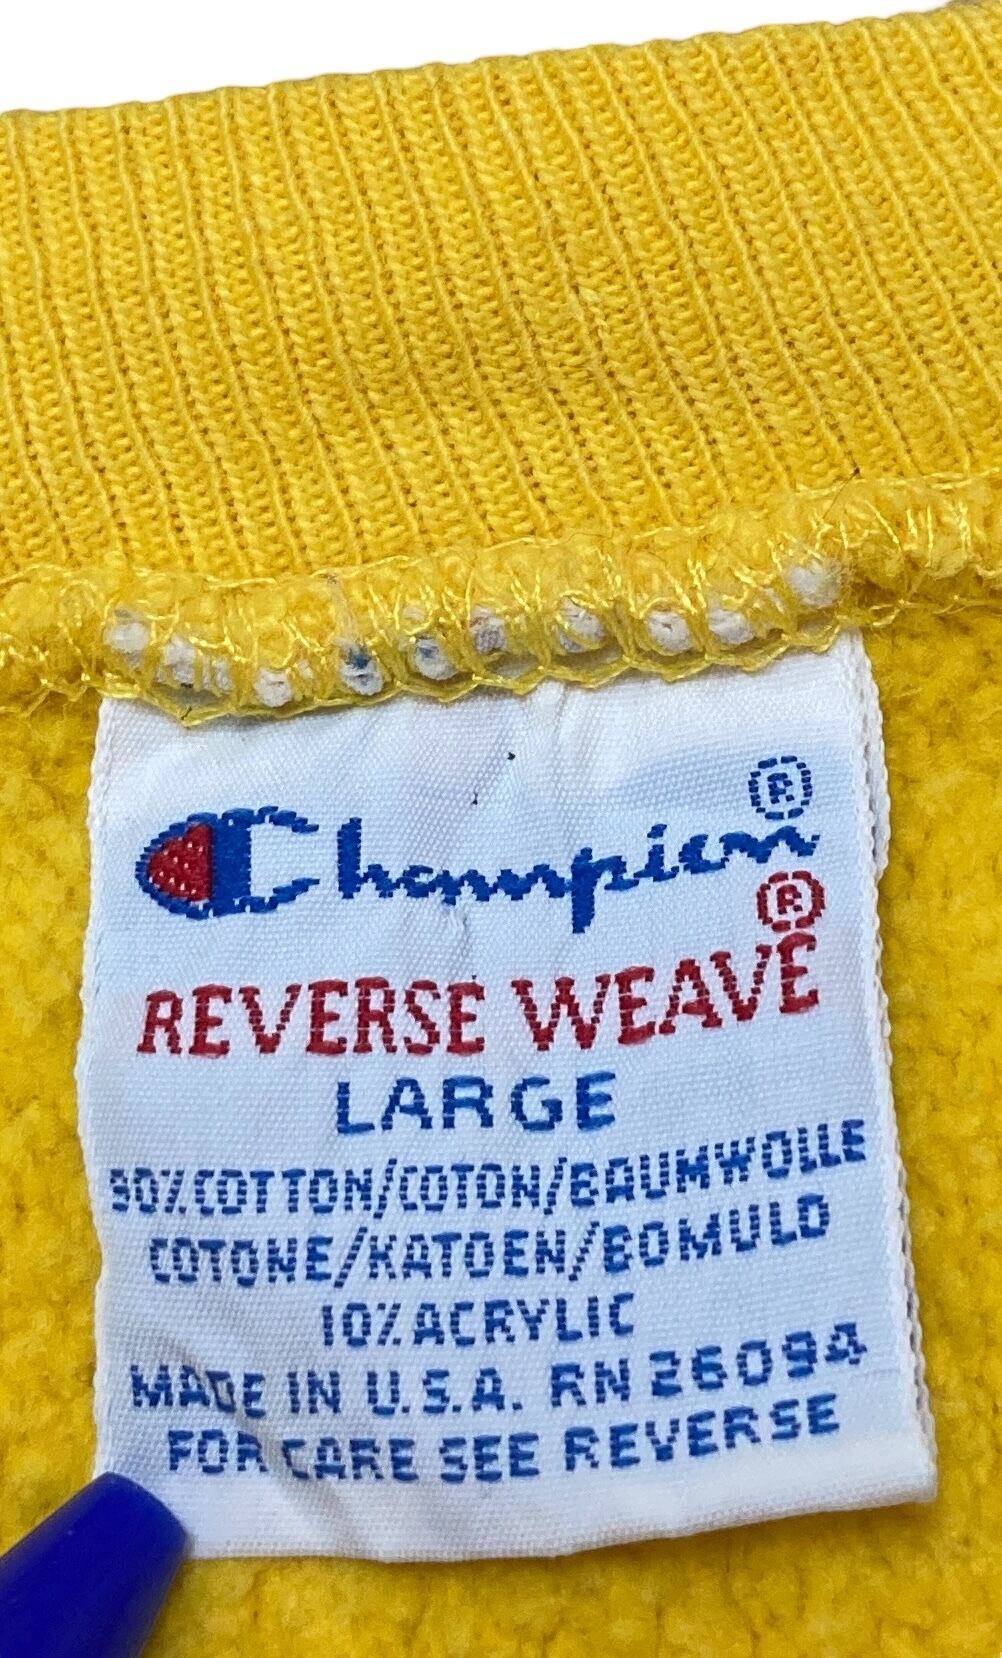 Champion®
REVERSE WEAVE®
LARGE
90% COTTON/COTON/BAUMWOLLE
COTONE/KATOEN/BOMULD
10% ACRYLIC
MADE IN U.S.A. RN 26094
FOR CARE SEE REVERSE